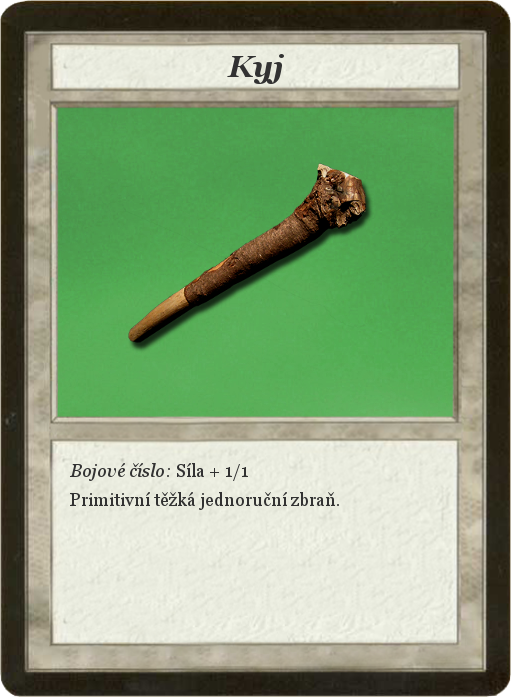 Kyj
Bojové číslo: Síla + 1/1
Primitivní těžká jednoruční zbraň.